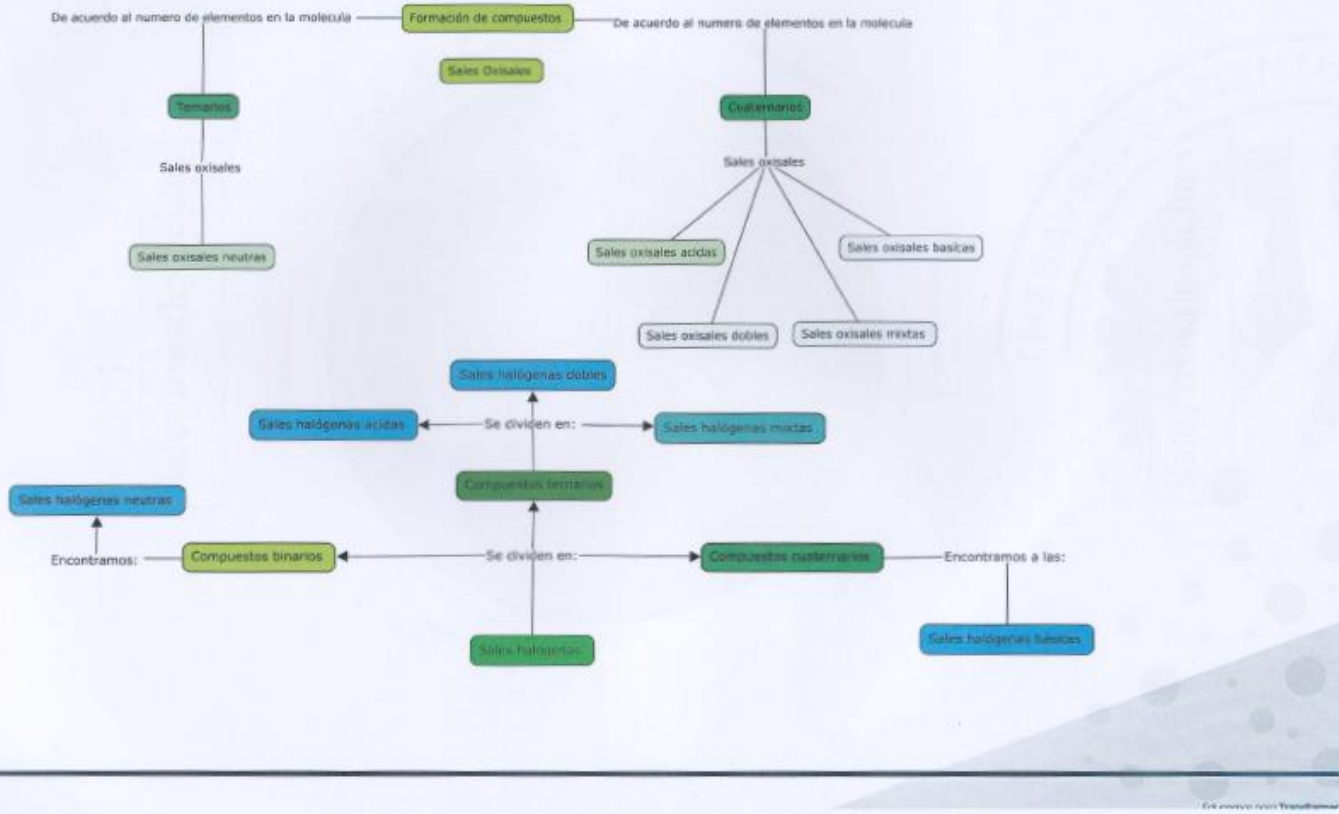 De acuerdo al numero de elementos en la molecula
Formación de compuestos
De acuerdo al numero de elementos en la molecula
Sales Oxisales
Ternarios
Cuaternarios
Sales oxisales
Sales oxisales
Sales oxisales neutras
Sales oxisales acidas
Sales oxisales basicas
Sales oxisales dobles
Sales oxisales mixtas
Sales halógenas dobles
Sales halógenas ácidas
Se dividen en:
Sales halógenas mixtas
Compuestos ternarios
Sales halógenas neutras
Encontramos:
Compuestos binarios
Se dividen en:
Compuestos cuaternarios
Encontramos a las:
Sales halógenas básicas
Sales halogenas